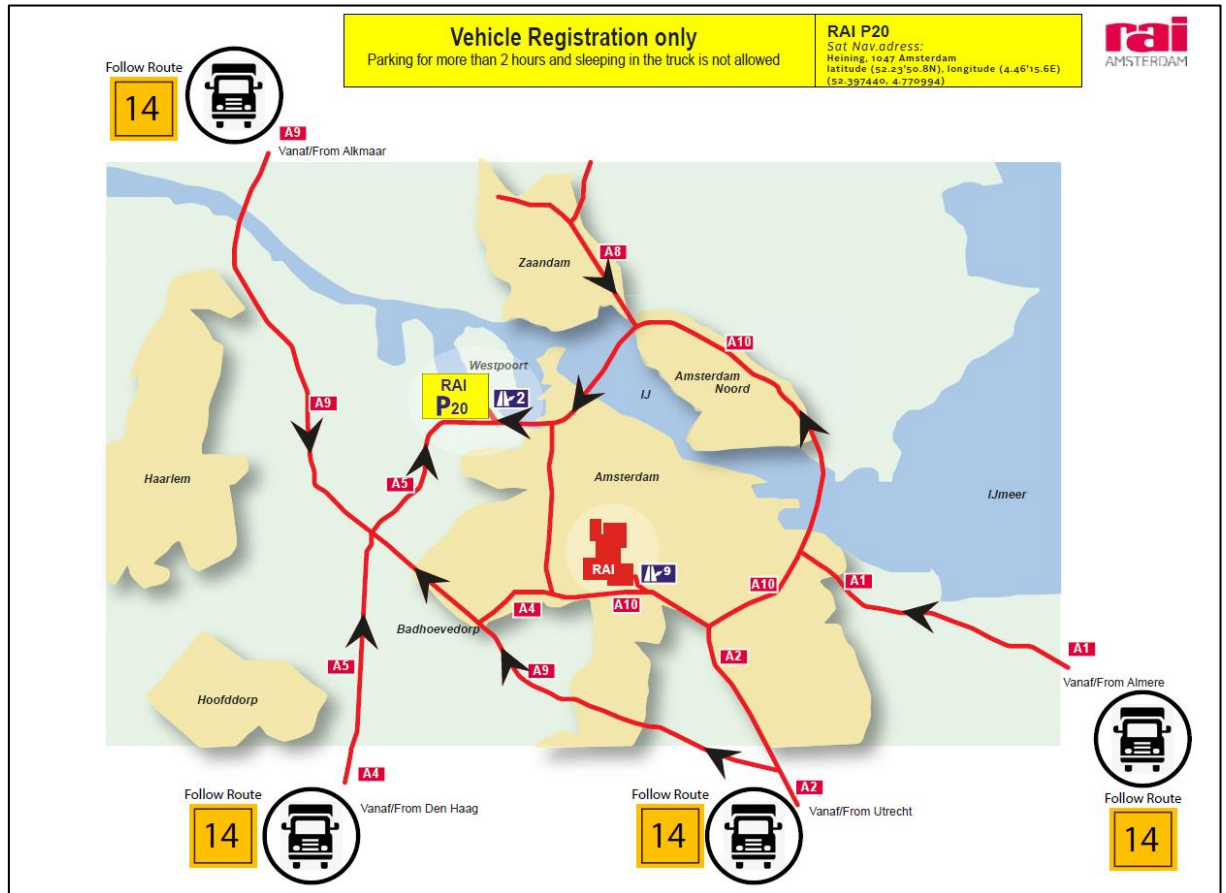 Vehicle Registration only
Parking for more than 2 hours and sleeping in the truck is not allowed
RAI P20
Sat Nav.adress:
Heining, 1047 Amsterdam
latitude (52.23'50.8N), longitude (4.46'15.6E)
(52.397440, 4.770994)
rai
AMSTERDAM
Follow Route
14
A9
Vanaf/From Alkmaar
A8
Zaandam
A10
Westpoort
Amsterdam
Noord
IJ
RAI
P20
2
A9
Haarlem
A5
Amsterdam
IJmeer
RAI
9
A4
A10
A10
A1
Badhoevedorp
A5
A9
A2
A1
Vanaf/From Almere
Hoofddorp
A4
Vanaf/From Den Haag
A2
Vanaf/From Utrecht
Follow Route
14
Follow Route
14
Follow Route
14